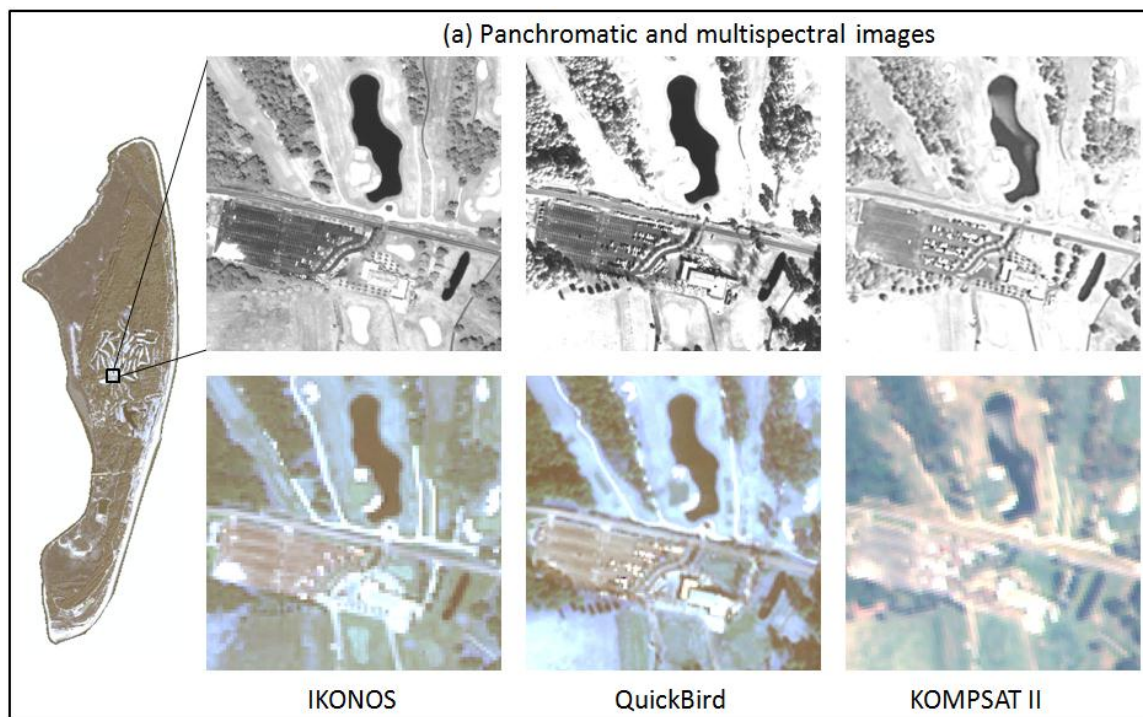 (a) Panchromatic and multispectral images
IKONOS
QuickBird
KOMPSAT II